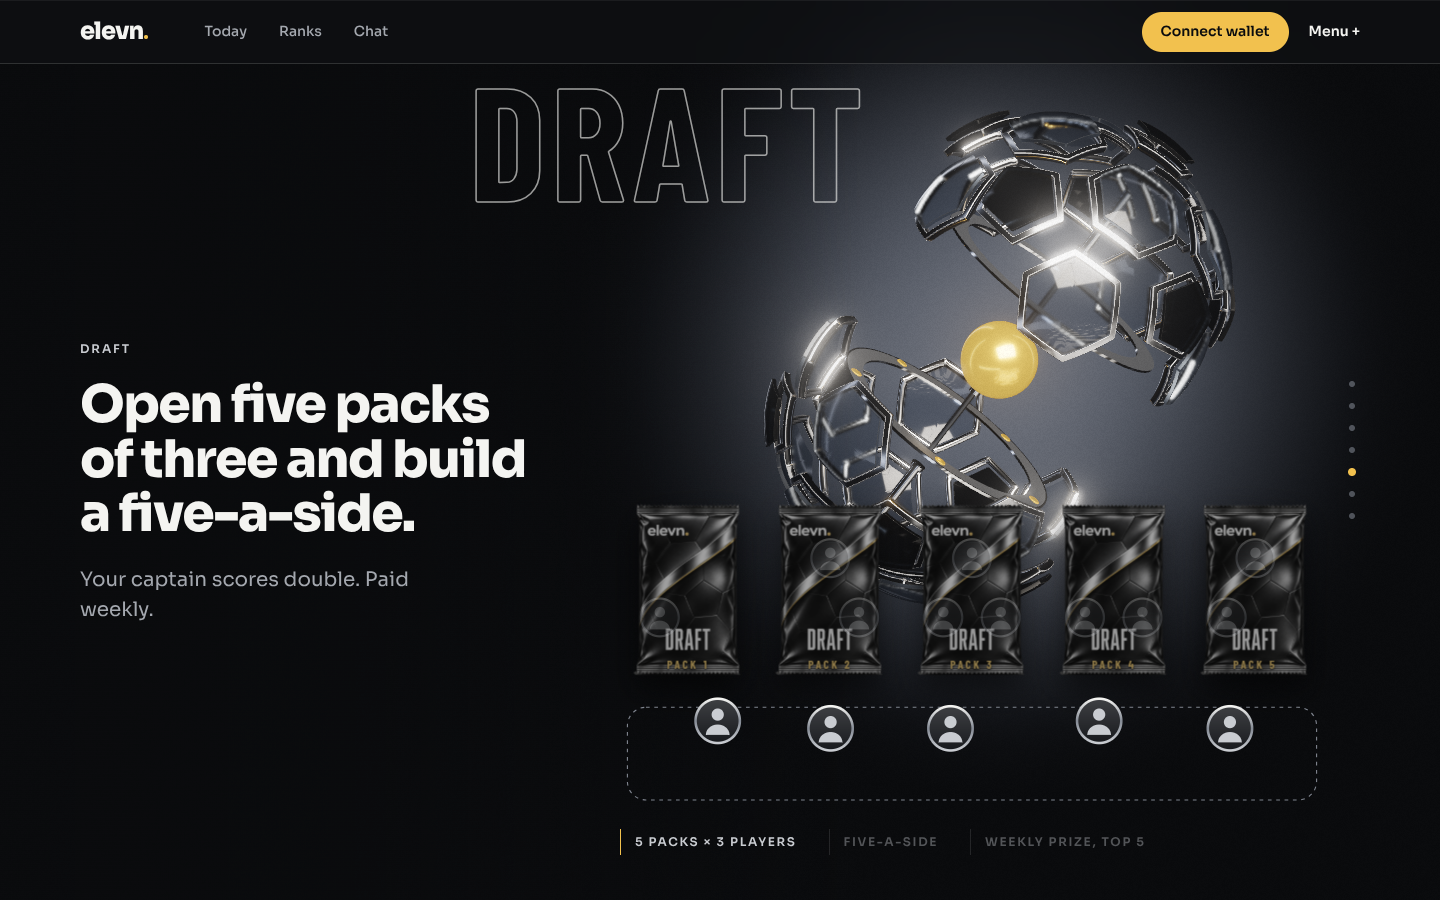 elevn.
Today
Ranks
Chat
Connect wallet
Menu +
DRAFT
DRAFT
Open five packs
of three and build
a five-a-side.
Your captain scores double. Paid
weekly.
elevn.
DRAFT
PACK 1
elevn.
DRAFT
PACK 2
elevn.
DRAFT
PACK 3
elevn.
DRAFT
PACK 4
elevn.
DRAFT
PACK 5
5 PACKS × 3 PLAYERS
FIVE-A-SIDE
WEEKLY PRIZE, TOP 5